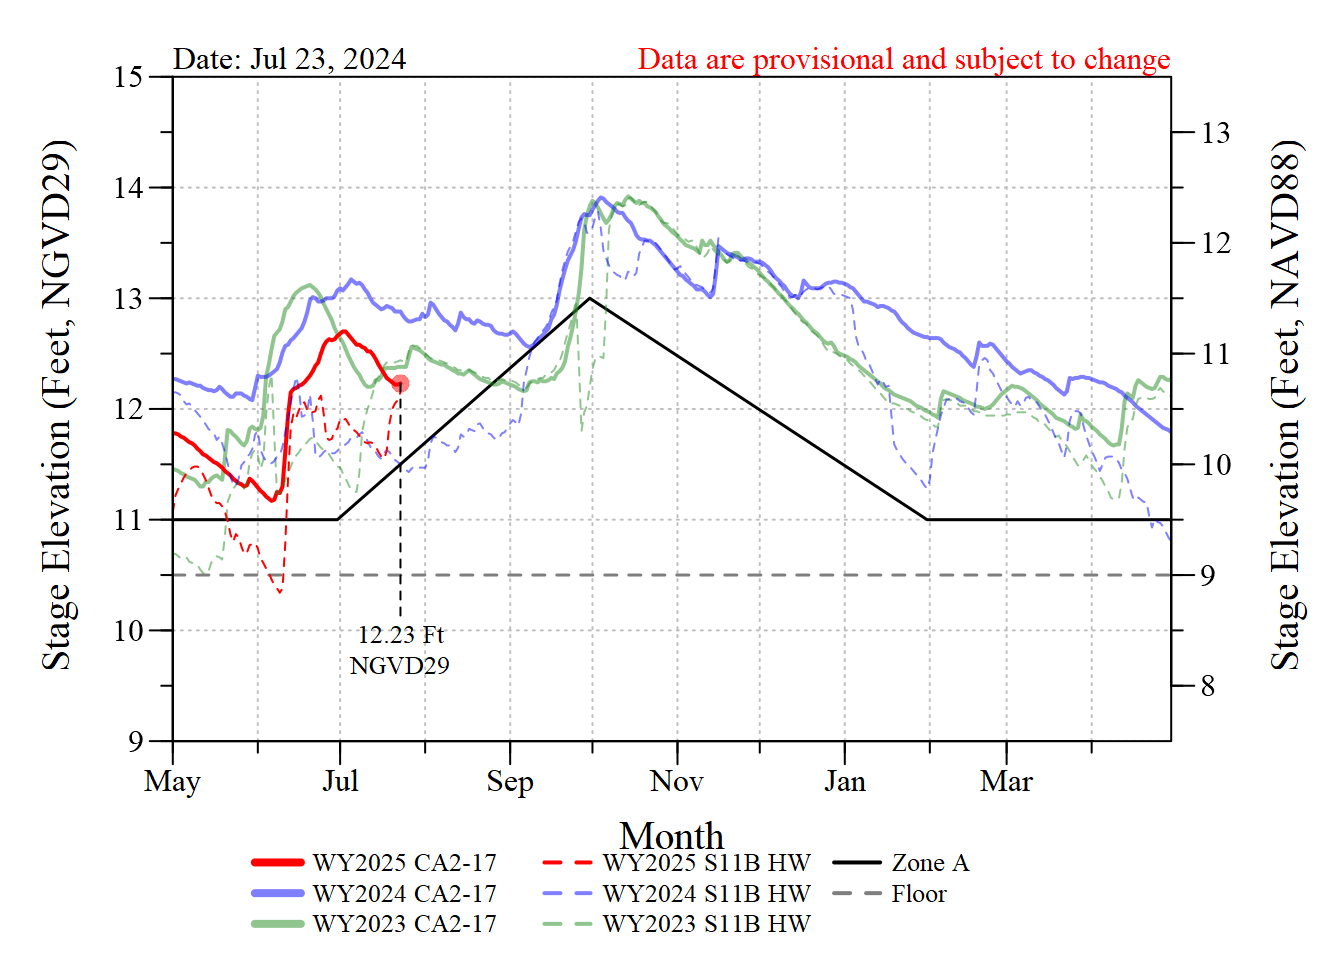 Date: Jul 23, 2024
Data are provisional and subject to change
Stage Elevation (Feet, NGVD29)
15
14
13
12
11
10
9
13
12
11
10
9
8
Stage Elevation (Feet, NAVD88)
12.23 Ft
NGVD29
May
Jul
Sep
Nov
Jan
Mar
Month
WY2025 CA2-17
WY2024 CA2-17
WY2023 CA2-17
WY2025 S11B HW
WY2024 S11B HW
WY2023 S11B HW
Zone A
Floor